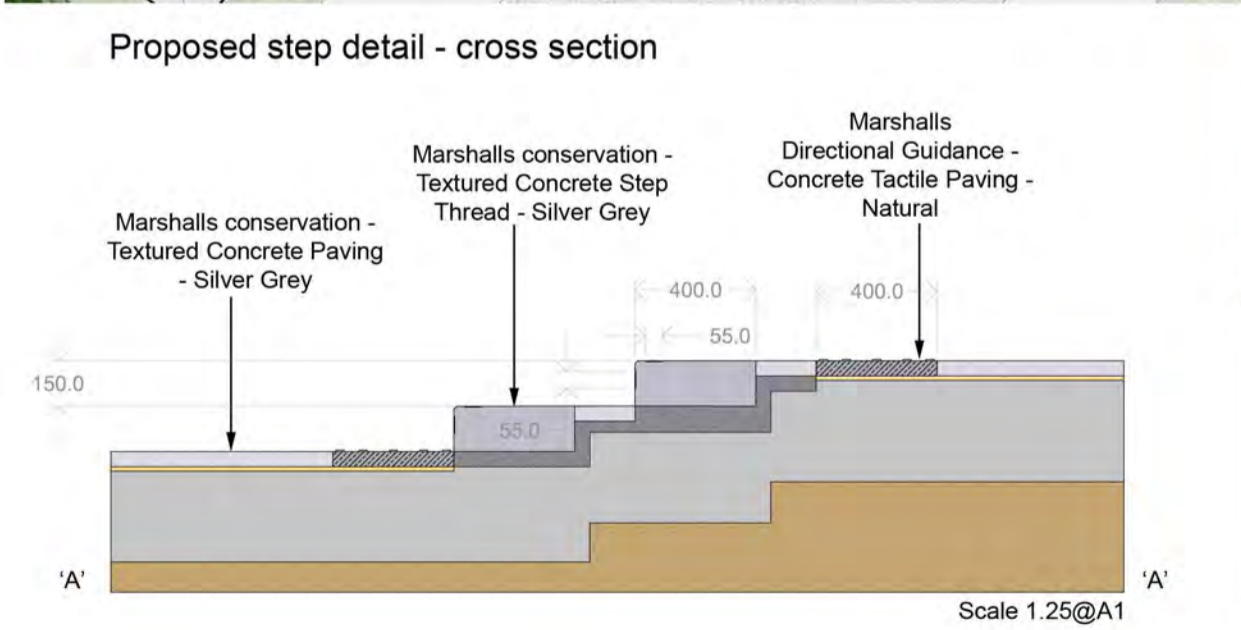 Proposed step detail - cross section
Marshalls conservation -
Textured Concrete Paving
- Silver Grey
Marshalls conservation -
Textured Concrete Step
Thread - Silver Grey
Marshalls
Directional Guidance -
Concrete Tactile Paving -
Natural
400.0
400.0
55.0
150.0
55.0
'A'
'A'
Scale 1.25@A1